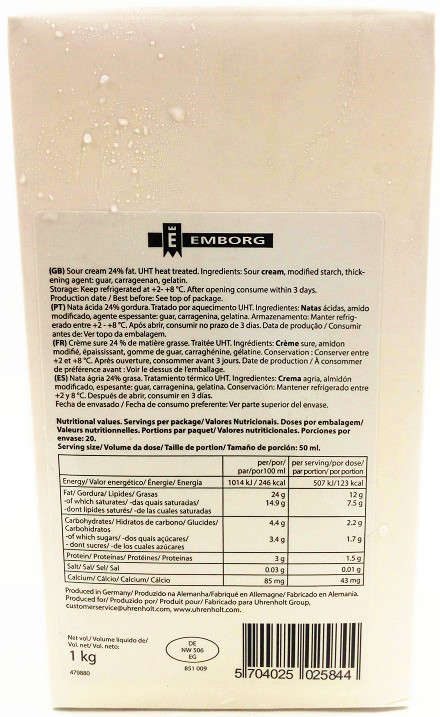 E
EMBORG
(GB) Sour cream 24% fat. UHT heat treated. Ingredients: Sour cream, modified starch, thick-
ening agent: guar, carrageenan, gelatin.
Storage: Keep refrigerated at +2- +8 °C. After opening consume within 3 days.
Production date / Best before: See top of package.
(PT) Nata ácida 24% gordura. Tratado por aquecimento UHT. Ingredientes: Natas ácidas, amido
modificado, agente espessante: guar, carragenina, gelatina. Armazenamento: Manter refrig-
erado entre +2 - +8 °C. Após abrir, consumir no prazo de 3 dias. Data de produção / Consumir
antes de: Ver topo da embalagem.
(FR) Crème sure 24 % de matière grasse. Traitée UHT. Ingrédients: Crème sure, amidon
modifié, épaississant, gomme de guar, carraghénine, gélatine. Conservation : Conserver entre
+2 et +8 °C. Après ouverture, consommer avant 3 jours. Date de production / À consommer
de préférence avant : Voir le dessus de l'emballage.
(ES) Nata ágria 24% grasa. Tratamiento térmico UHT. Ingredientes: Crema agria, almidón
modificado, espesante: guar, carragenina, gelatina. Conservación: Mantener refrigerado entre
+2 y 8 °C. Después de abrir, consumir en 3 días.
Fecha de envasado / Fecha de consumo preferente: Ver parte superior del envase.
Nutritional values. Servings per package/ Valores Nutricionais. Doses por embalagem/
Valeurs nutritionnelles. Portions par paquet/ Valores nutriticionales. Porciones por
envase: 20.
Serving size/ Volume da dose/ Taille de portion/ Tamaño de porción: 50 ml.
per/por/ per serving/por dose/
par/por100 ml par portion/ por portion
Energy/ Valor energético/ Énergie/ Energía 1014 kJ / 246 kcal 507 kJ/123 kcal
Fat/ Gordura/ Lipides/ Grasas 24 g 12 g
-of which saturates/ -das quais saturadas/ 14.9 g 7.5 g
-dont lipides saturés/ -de las cuales saturadas
Carbohydrates/ Hidratos de carbono/ Glucides/ 4,4 g 2.2 g
Carbohidratos
-of which sugars/ -dos quais açúcares/ 3.4 g 1.7 g
- dont sucres/ -de los cuales azúcares
Protein/ Proteínas/ Protéines/ Proteínas 3 g 1.5 g
Salt/ Sal/ Sel/ Sal 0.03 g 0.01 g
Calcium/ Cálcio/ Calcium/ Cálcio 85 mg 43 mg
Produced in Germany/ Produzido na Alemanha/Fabriqué en Allemagne/ Fabricado en Alemania.
Produced for/ Produzido por/ Produit pour/ Fabricado para Uhrenholt Group,
customerservice@uhrenholt.com, www.uhrenholt.com.
Net vol./ Volume líquido de/
Vol. net/ Vol. neto:
1 kg
479880
DE
NW 506
EG
851 009
5 704025 025844